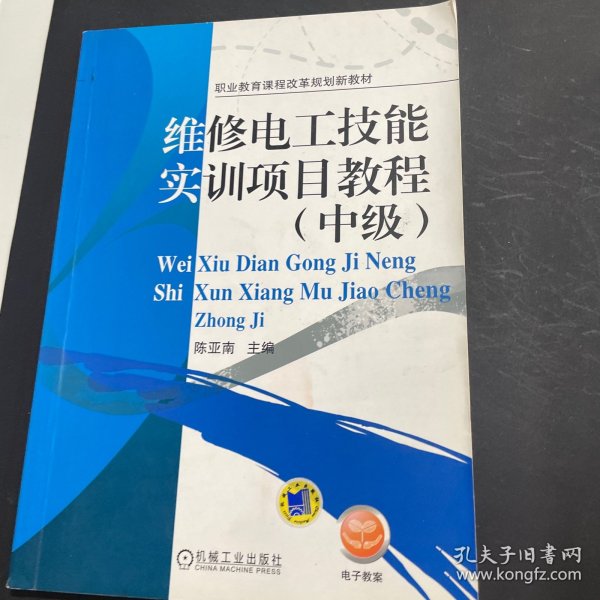 职业教育课程改革规划新教材
维修电工技能
实训项目教程
（中级）
Wei Xiu Dian Gong Ji Neng
Shi Xun Xiang Mu Jiao Cheng
Zhong Ji
陈亚南 主编
机械工业出版社
CHINA MACHINE PRESS
电子教案
孔夫子旧书网
www.kongfz.com